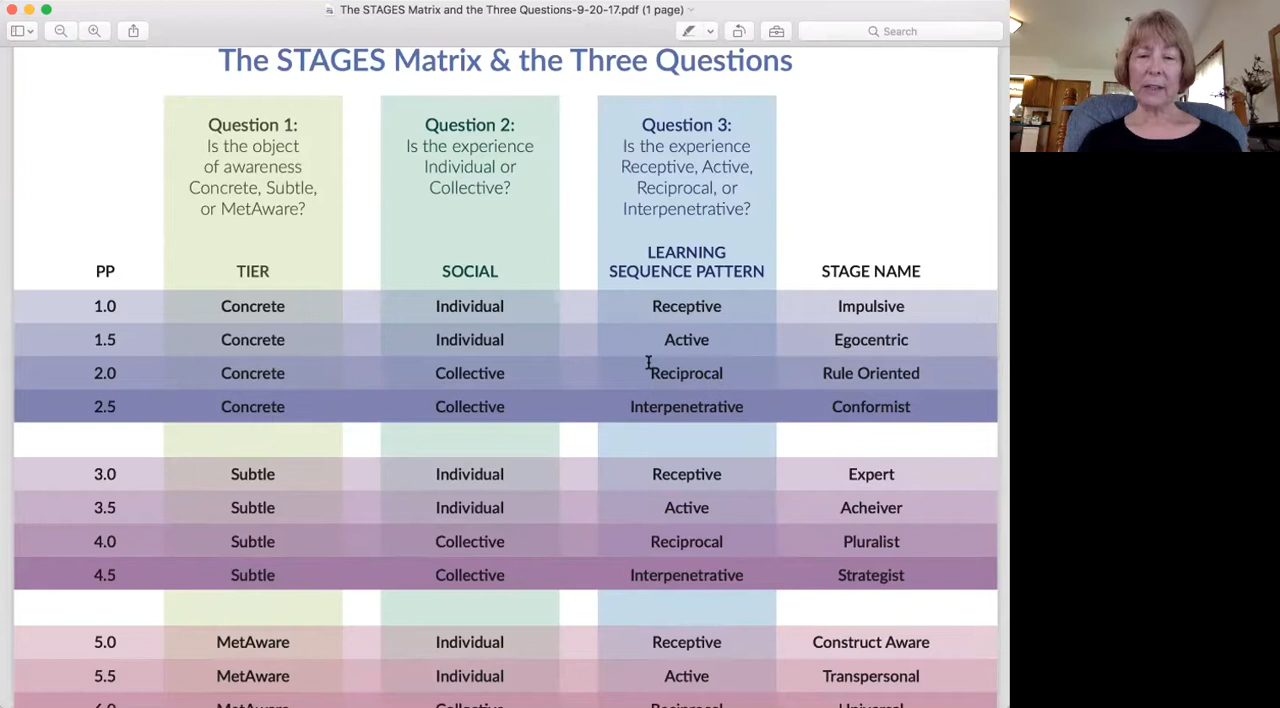 The STAGES Matrix and the Three Questions-9-20-17.pdf (1 page)
Search
The STAGES Matrix & the Three Questions
Question 1:
Is the object
of awareness
Concrete, Subtle,
or MetAware?
Question 2:
Is the experience
Individual or
Collective?
Question 3:
Is the experience
Receptive, Active,
Reciprocal, or
Interpenetrative?
PP TIER SOCIAL LEARNING
SEQUENCE PATTERN STAGE NAME
1.0 Concrete Individual Receptive Impulsive
1.5 Concrete Individual Active Egocentric
2.0 Concrete Collective Reciprocal Rule Oriented
2.5 Concrete Collective Interpenetrative Conformist
3.0 Subtle Individual Receptive Expert
3.5 Subtle Individual Active Acheiver
4.0 Subtle Collective Reciprocal Pluralist
4.5 Subtle Collective Interpenetrative Strategist
5.0 MetAware Individual Receptive Construct Aware
5.5 MetAware Individual Active Transpersonal
6.0 MetAware Collective Reciprocal Universal